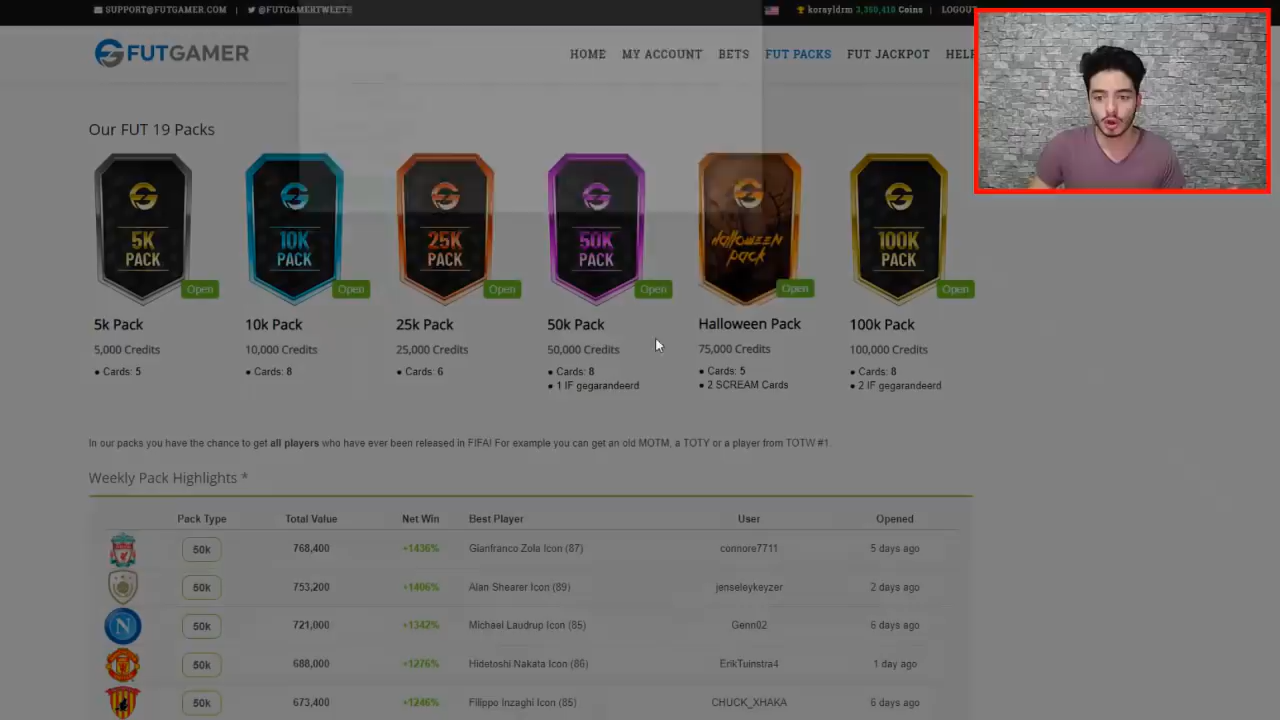 SUPPORT@FUTGAMER.COM | @FUTGAMERTWEETS
korayldrm 3,350,418 Coins | LOGOUT
FUTGAMER
HOME MY ACCOUNT BETS FUT PACKS FUT JACKPOT HELP
Our FUT 19 Packs
5K PACK
10K PACK
25K PACK
50K PACK
Halloween pack
100K PACK
Open Open Open Open Open Open
5k Pack 10k Pack 25k Pack 50k Pack Halloween Pack 100k Pack
5,000 Credits 10,000 Credits 25,000 Credits 50,000 Credits 75,000 Credits 100,000 Credits
• Cards: 5 • Cards: 8 • Cards: 6 • Cards: 8 • Cards: 5 • Cards: 8
• 1 IF gegarandeerd • 2 SCREAM Cards • 2 IF gegarandeerd
In our packs you have the chance to get all players who have ever been released in FIFA! For example you can get an old MOTM, a TOTY or a player from TOTW #1.
Weekly Pack Highlights *
Pack Type Total Value Net Win Best Player User Opened
50k 768,400 +1436% Gianfranco Zola Icon (87) connore7711 5 days ago
50k 753,200 +1406% Alan Shearer Icon (89) jenseleykeyzer 2 days ago
50k 721,000 +1342% Michael Laudrup Icon (85) Genn02 6 days ago
50k 688,000 +1276% Hidetoshi Nakata Icon (86) ErikTuinstra4 1 day ago
50k 673,400 +1246% Filippo Inzaghi Icon (85) CHUCK_XHAKA 6 days ago